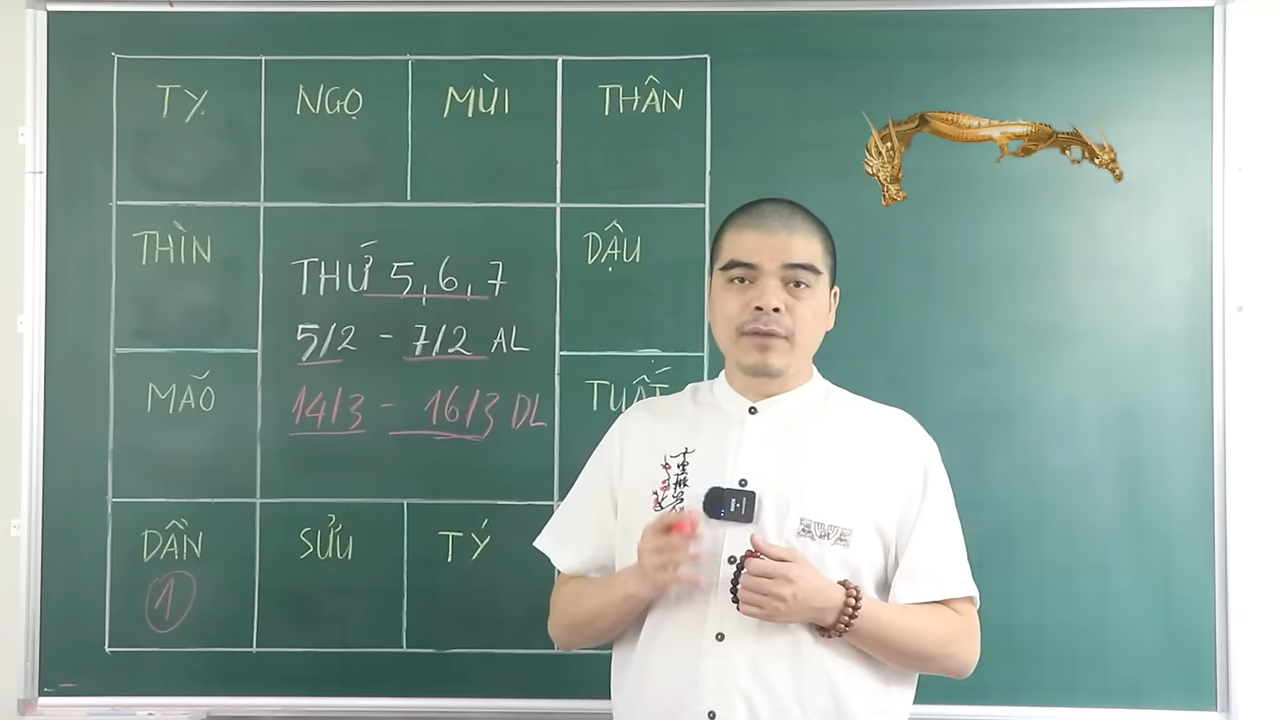 TỴ NGỌ MÙI THÂN
THÌN DẬU
THỨ 5, 6, 7
5/2 - 7/2 AL
MÃO TUẤT
14/3 - 16/3 DL
DẦN SỬU TÝ
1